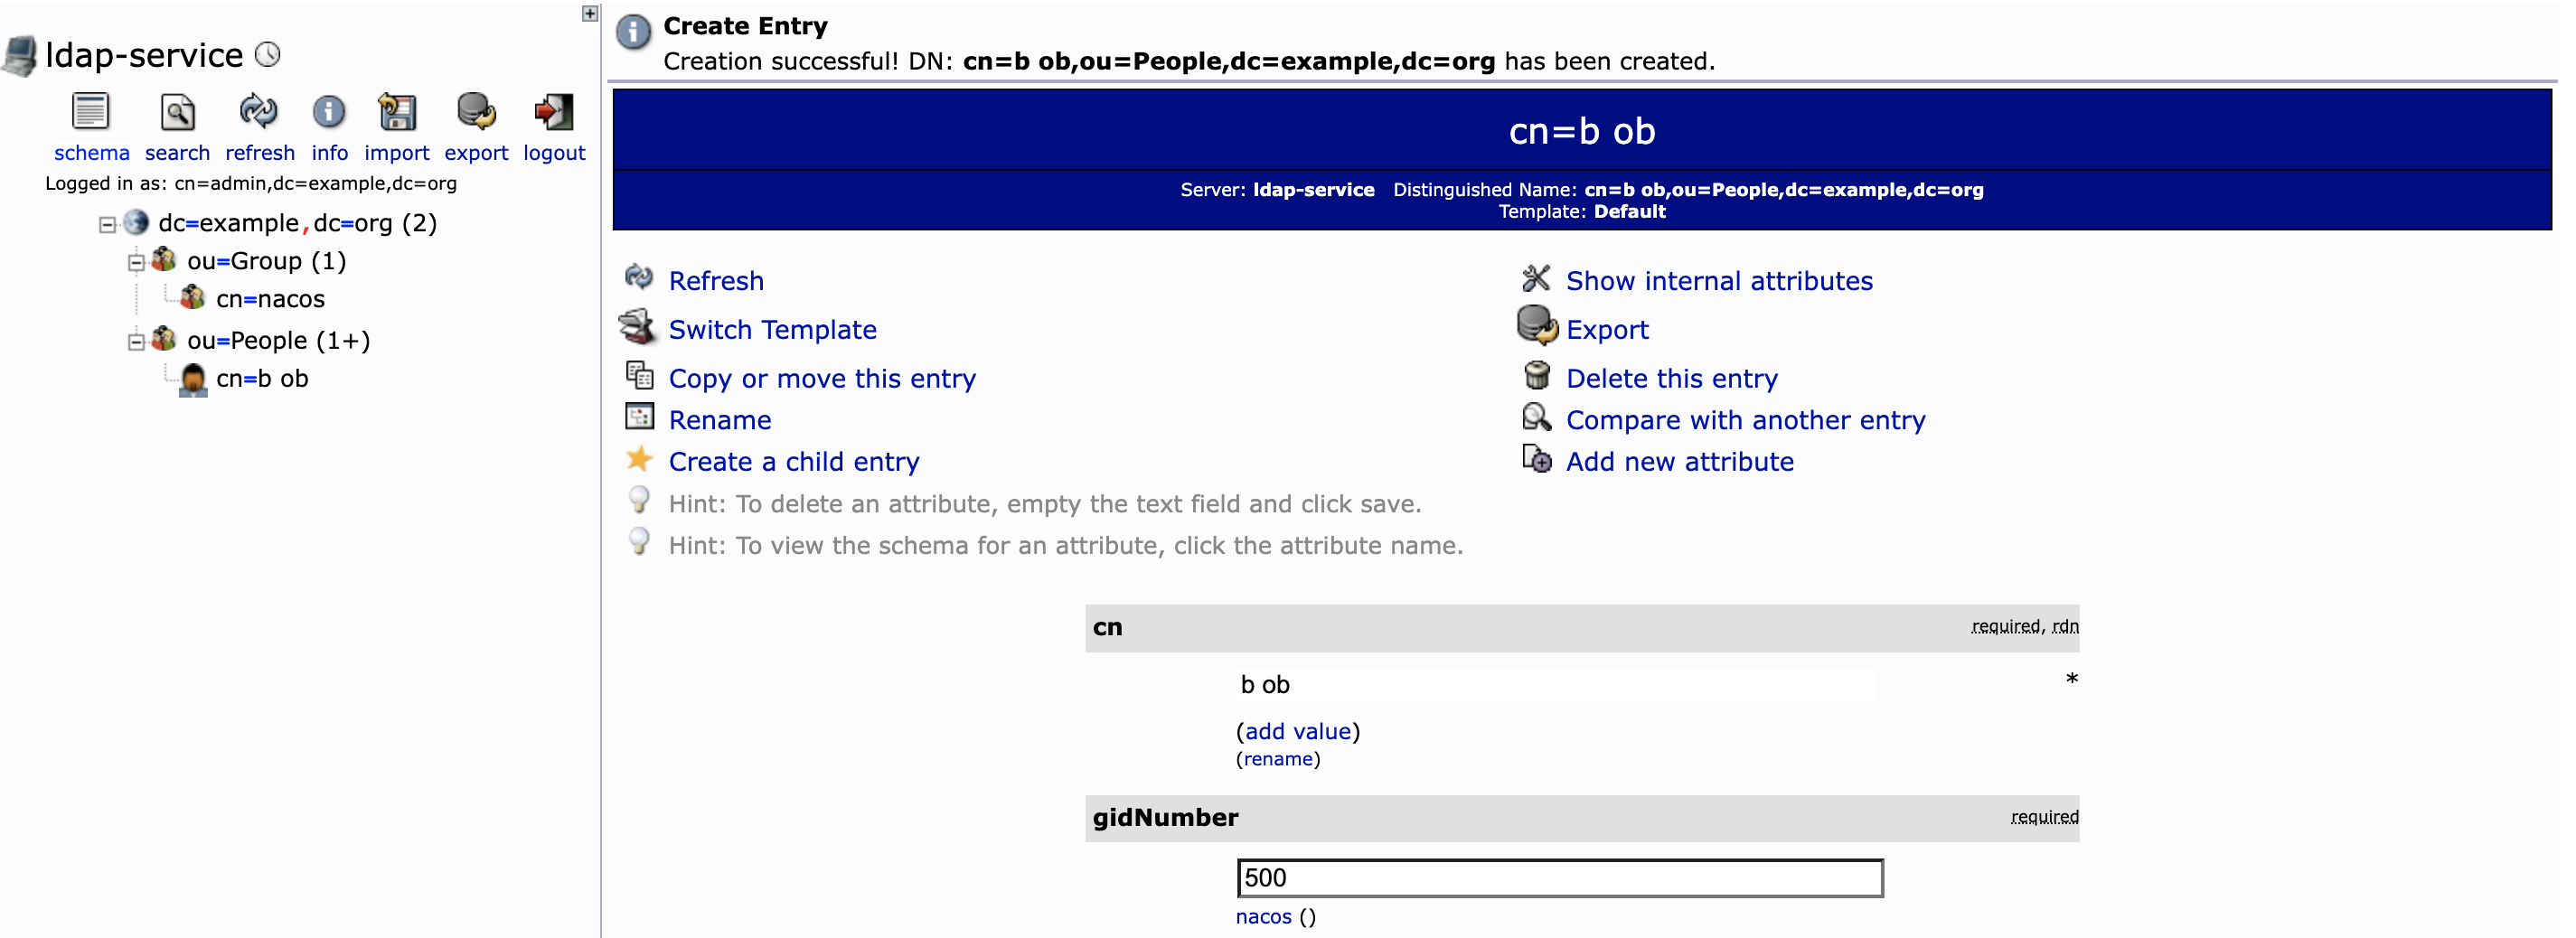 ldap-service
schema search refresh info import export logout
Logged in as: cn=admin,dc=example,dc=org
dc=example,dc=org (2)
ou=Group (1)
cn=nacos
ou=People (1+)
cn=b ob
Create Entry
Creation successful! DN: cn=b ob,ou=People,dc=example,dc=org has been created.
cn=b ob
Server: ldap-service Distinguished Name: cn=b ob,ou=People,dc=example,dc=org
Template: Default
Refresh
Show internal attributes
Switch Template
Export
Copy or move this entry
Delete this entry
Rename
Compare with another entry
Create a child entry
Add new attribute
Hint: To delete an attribute, empty the text field and click save.
Hint: To view the schema for an attribute, click the attribute name.
cn required, rdn
b ob *
(add value)
(rename)
gidNumber required
500
nacos ()